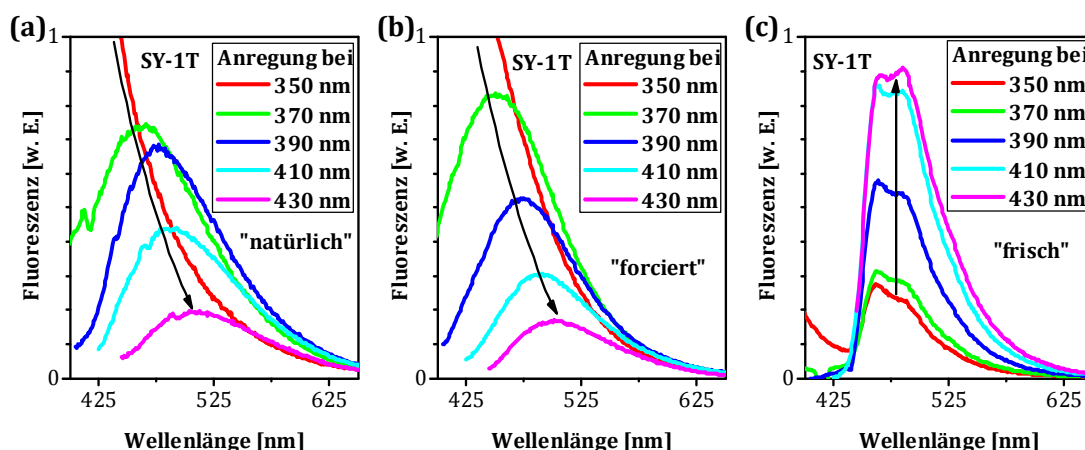 (a)
1
SY-1T
Anregung bei
350 nm
370 nm
390 nm
410 nm
430 nm
"natürlich"
Fluoreszenz [w. E.]
0
425
525
625
Wellenlänge [nm]
(b)
1
SY-1T
Anregung bei
350 nm
370 nm
390 nm
410 nm
430 nm
"forciert"
Fluoreszenz [w. E.]
0
425
525
625
Wellenlänge [nm]
(c)
1
SY-1T
Anregung bei
350 nm
370 nm
390 nm
410 nm
430 nm
"frisch"
Fluoreszenz [w. E.]
0
425
525
625
Wellenlänge [nm]